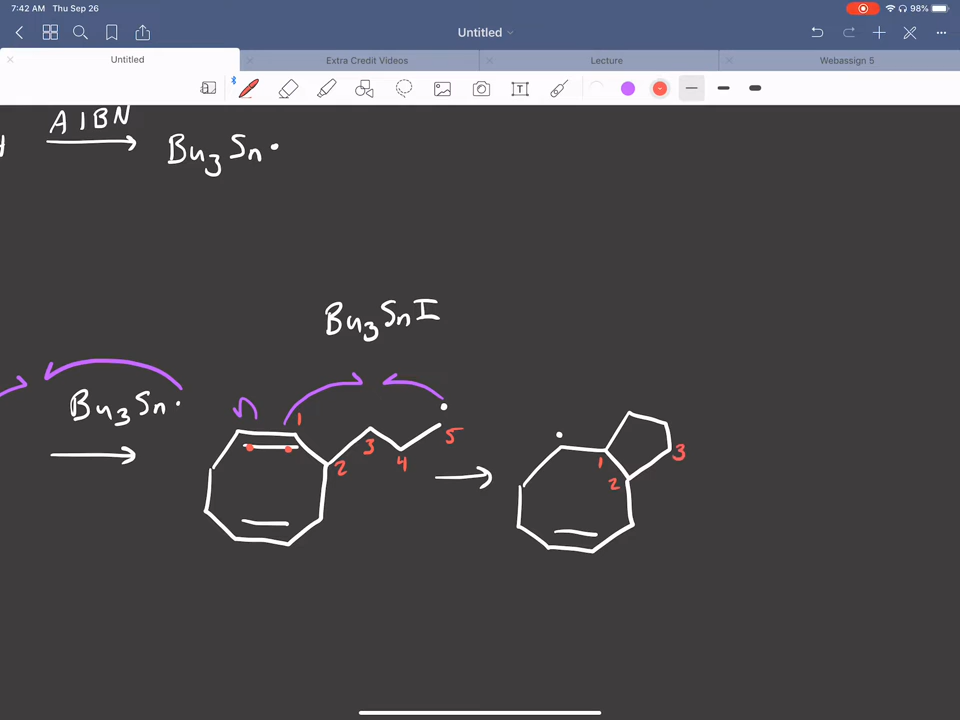 7:42 AM Thu Sep 26
98%
Untitled
Untitled
Extra Credit Videos
Lecture
Webassign 5
AIBN
Bu3Sn•
Bu3SnI
Bu3Sn•
1
2
3
4
5
1
2
3